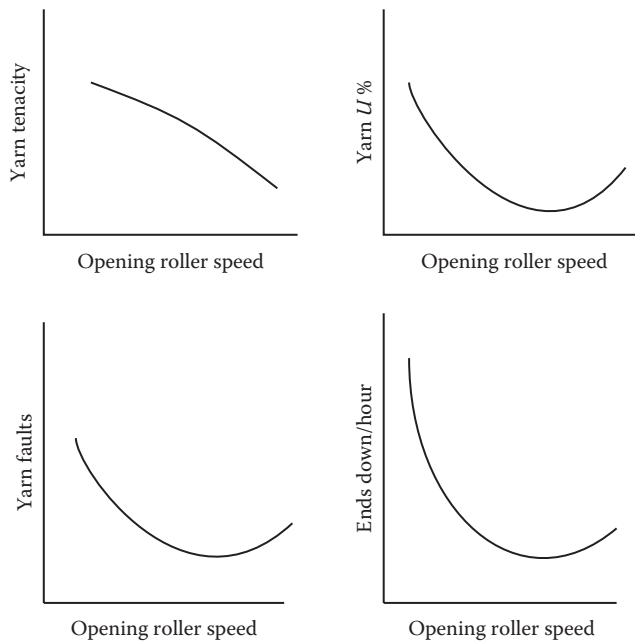 Yarn tenacity
Opening roller speed
Yarn U %
Opening roller speed
Yarn faults
Opening roller speed
Ends down/hour
Opening roller speed